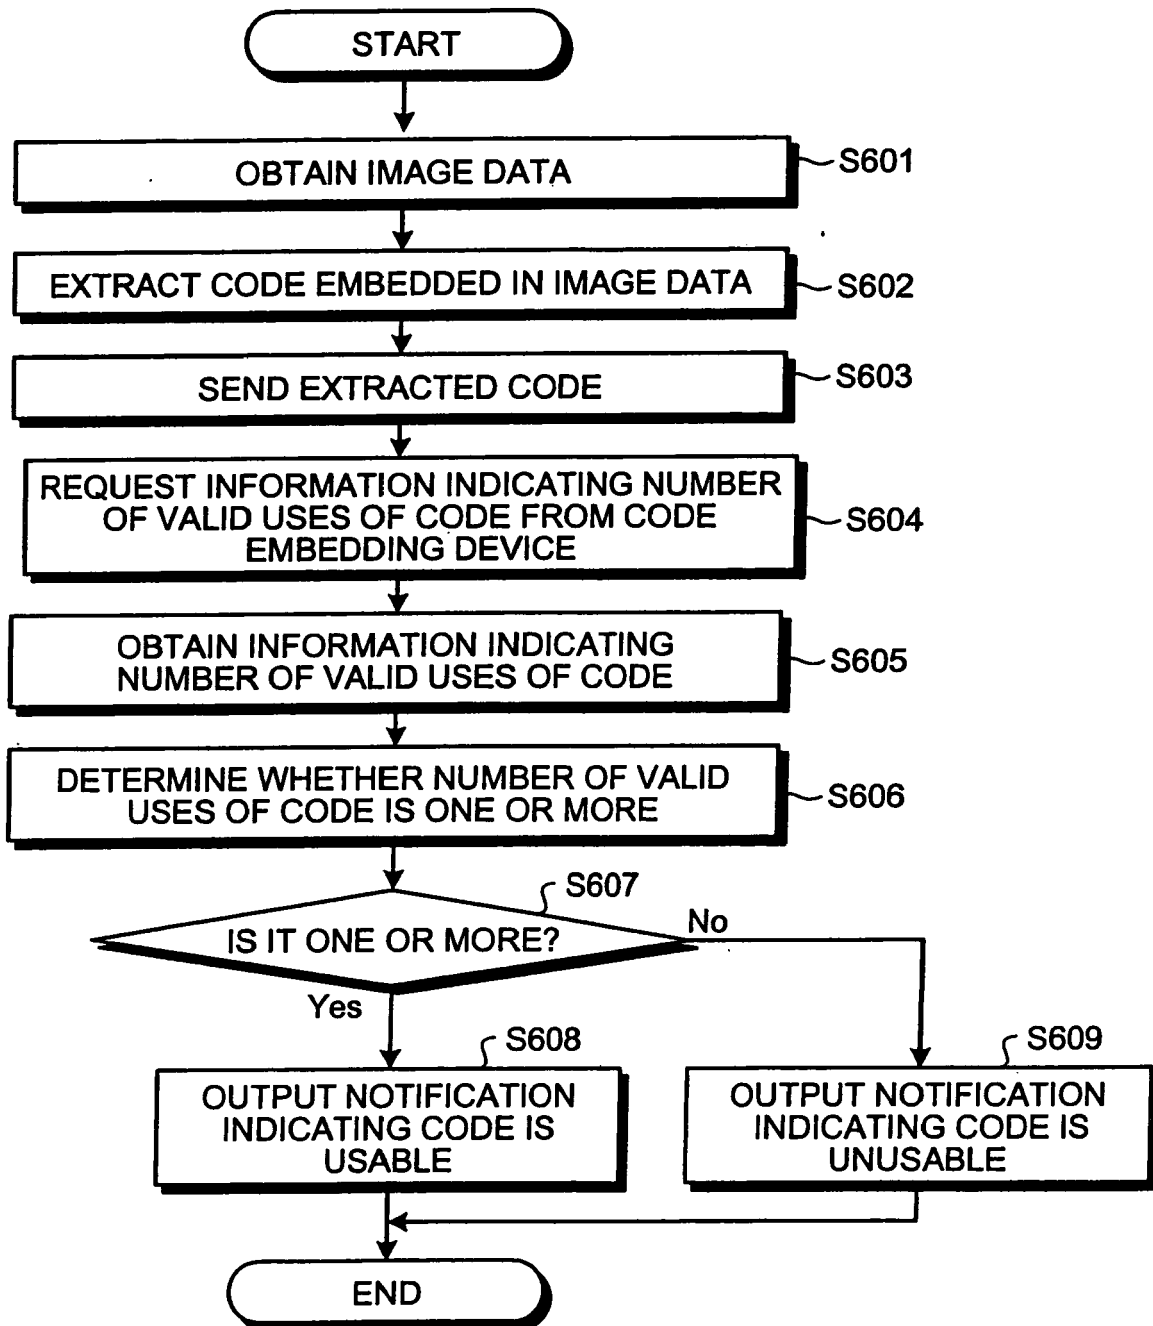 START
OBTAIN IMAGE DATA
S601
EXTRACT CODE EMBEDDED IN IMAGE DATA
S602
SEND EXTRACTED CODE
S603
REQUEST INFORMATION INDICATING NUMBER
OF VALID USES OF CODE FROM CODE
EMBEDDING DEVICE
S604
OBTAIN INFORMATION INDICATING
NUMBER OF VALID USES OF CODE
S605
DETERMINE WHETHER NUMBER OF VALID
USES OF CODE IS ONE OR MORE
S606
S607
IS IT ONE OR MORE?
No
Yes
S608
OUTPUT NOTIFICATION
INDICATING CODE IS
USABLE
S609
OUTPUT NOTIFICATION
INDICATING CODE IS
UNUSABLE
END